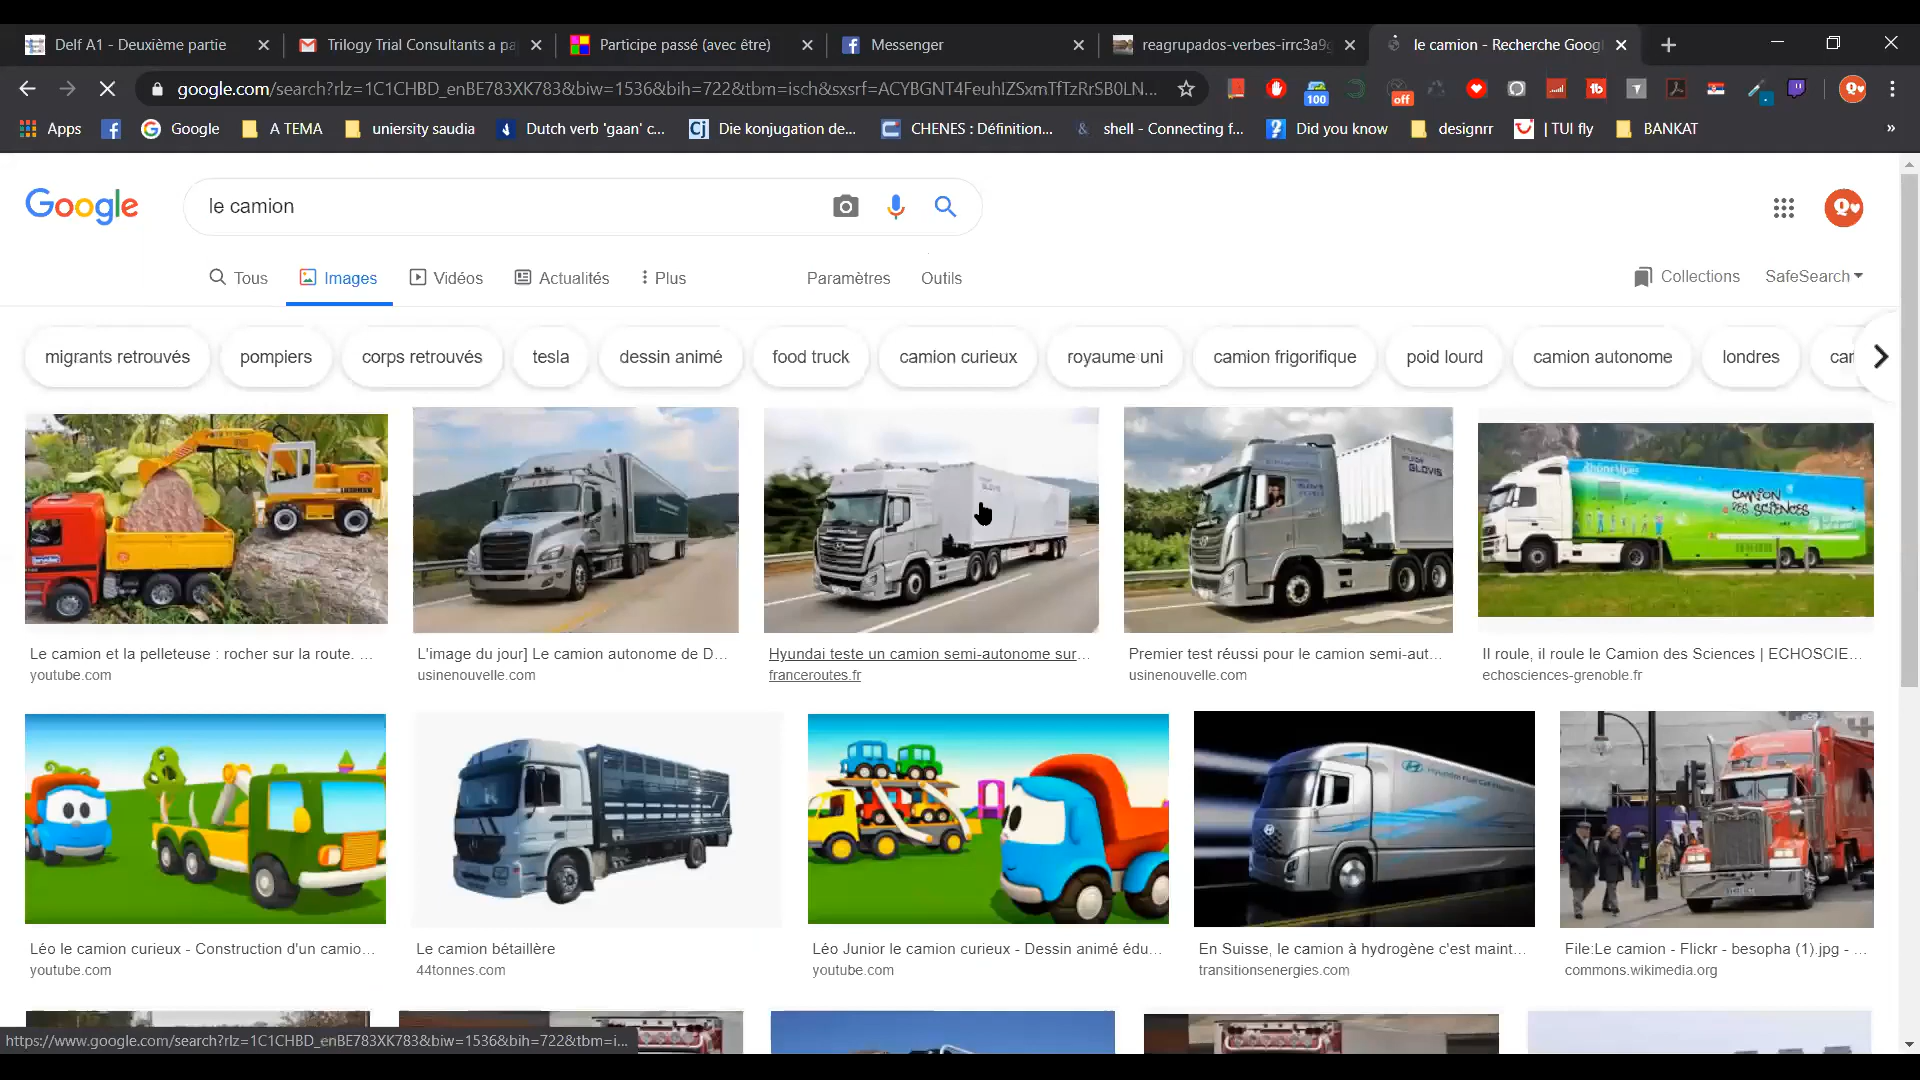 Delf A1 - Deuxième partie
Trilogy Trial Consultants a pa
Participe passé (avec être)
Messenger
reagrupados-verbes-irrc3a9g
le camion - Recherche Googl
google.com/search?rlz=1C1CHBD_enBE783XK783&biw=1536&bih=722&tbm=isch&sxsrf=ACYBGNT4FeuhIZSxmTfTzRrSB0LN...
100
off
Apps
Google
A TEMA
uniersity saudia
Dutch verb 'gaan' c...
Die konjugation de...
CHENES : Définition...
shell - Connecting f...
Did you know
designrr
| TUI fly
BANKAT
»
Google
le camion
Tous
Images
Vidéos
Actualités
Plus
Paramètres
Outils
Collections
SafeSearch
migrants retrouvés
pompiers
corps retrouvés
tesla
dessin animé
food truck
camion curieux
royaume uni
camion frigorifique
poid lourd
camion autonome
londres
car
GLOVIS
CAMION
DES SCIENCES
Le camion et la pelleteuse : rocher sur la route. ...
youtube.com
L'image du jour] Le camion autonome de D...
usinenouvelle.com
Hyundai teste un camion semi-autonome sur...
franceroutes.fr
Premier test réussi pour le camion semi-aut...
usinenouvelle.com
Il roule, il roule le Camion des Sciences | ECHOSCIE...
echosciences-grenoble.fr
Léo le camion curieux - Construction d'un camio...
youtube.com
Le camion bétaillère
44tonnes.com
Léo Junior le camion curieux - Dessin animé édu...
youtube.com
En Suisse, le camion à hydrogène c'est maint...
transitionsenergies.com
File:Le camion - Flickr - besopha (1).jpg - ...
commons.wikimedia.org
https://www.google.com/search?rlz=1C1CHBD_enBE783XK783&biw=1536&bih=722&tbm=i...